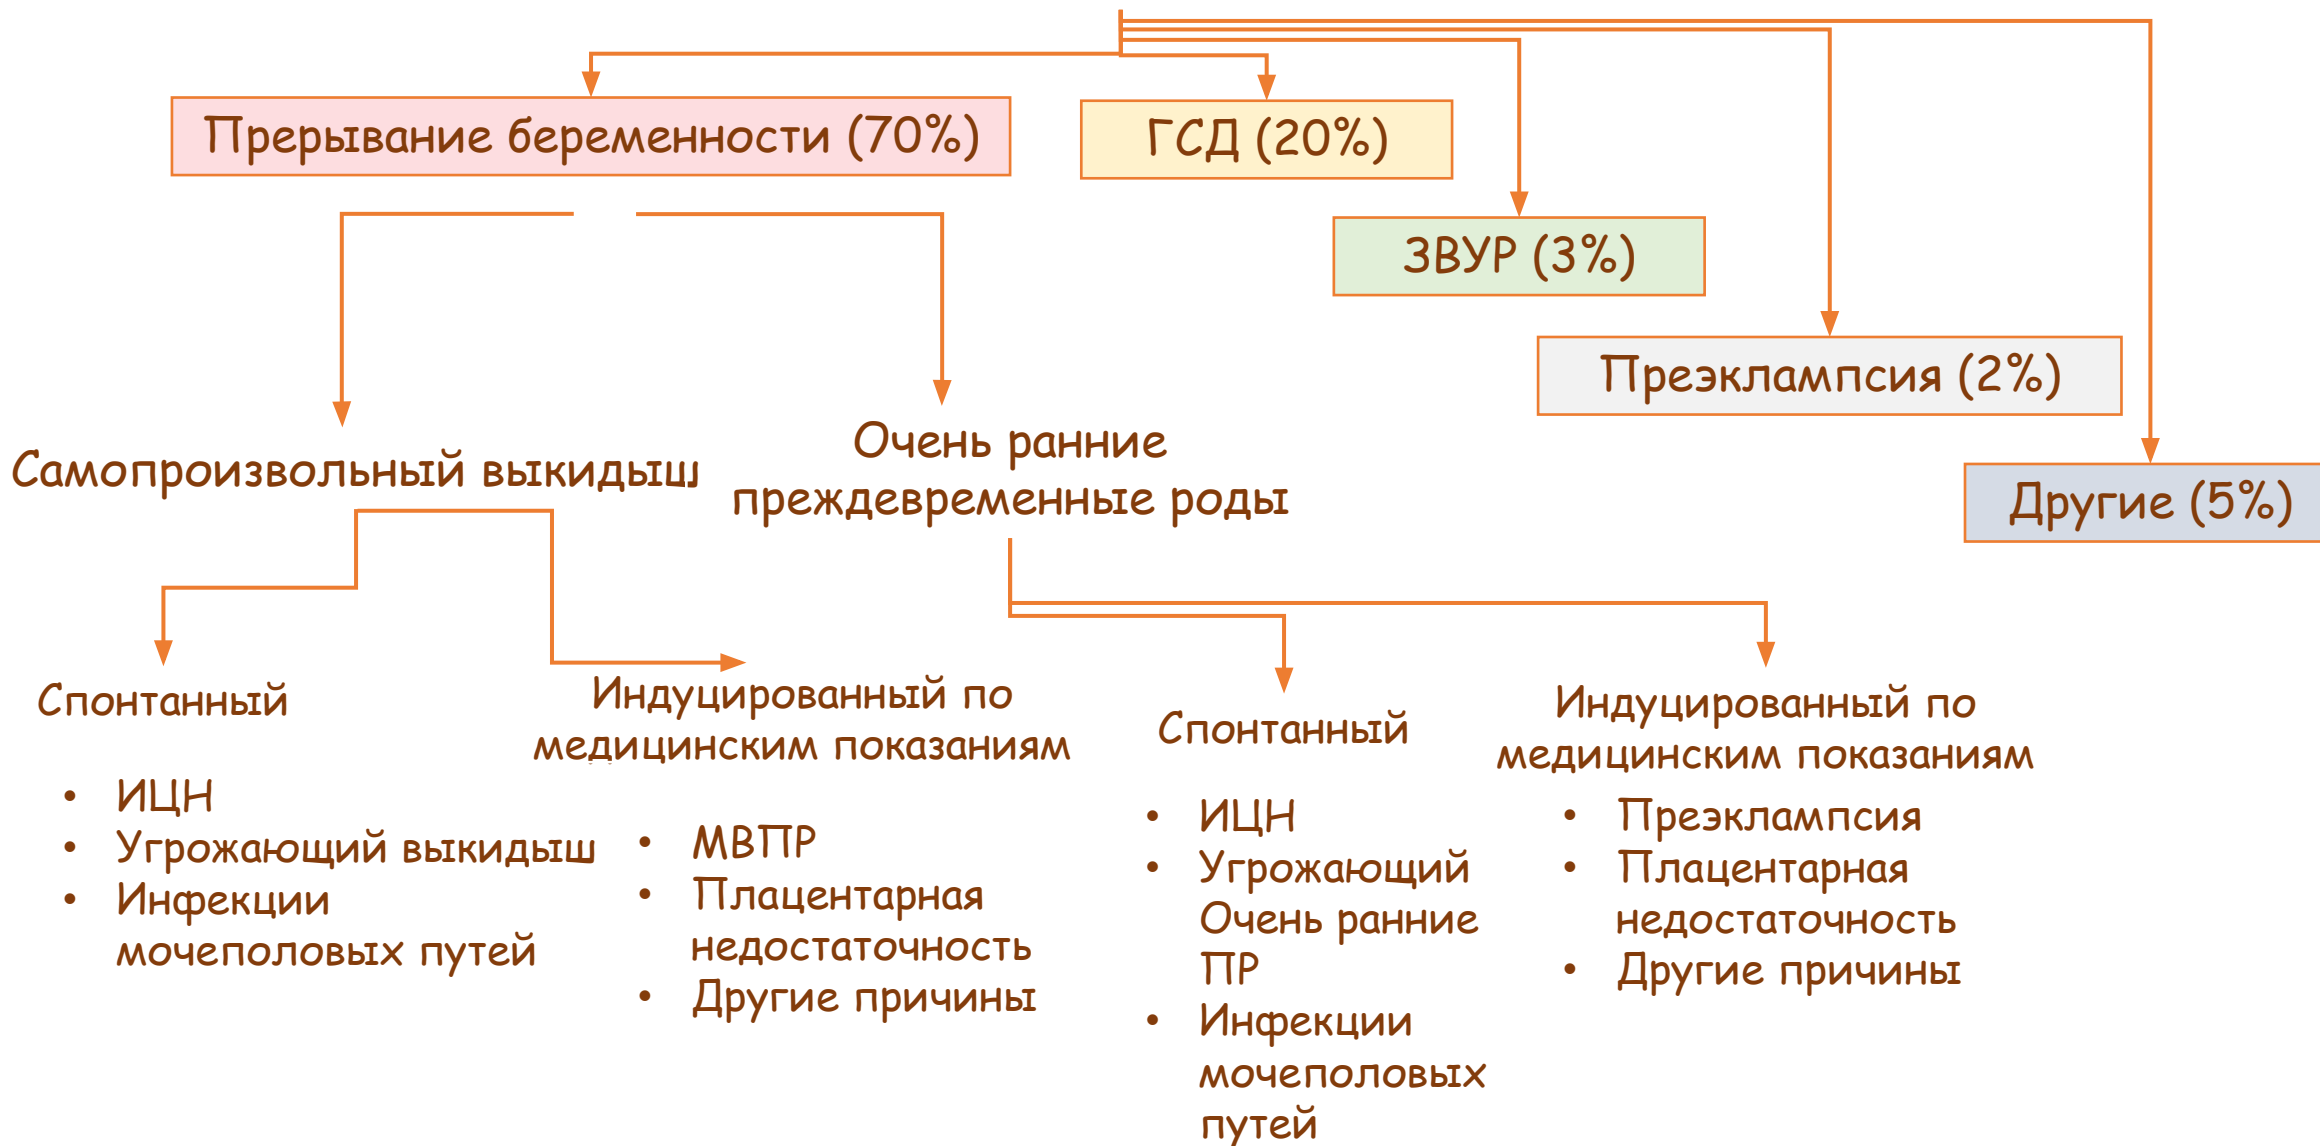 Прерывание беременности (70%)
ГСД (20%)
ЗВУР (3%)
Преэклампсия (2%)
Другие (5%)
Самопроизвольный выкидыш
Очень ранние
преждевременные роды
Спонтанный
• ИЦН
• Угрожающий выкидыш
• Инфекции
мочеполовых путей
Индуцированный по
медицинским показаниям
• МВПР
• Плацентарная
недостаточность
• Другие причины
Спонтанный
• ИЦН
• Угрожающий
Очень ранние
ПР
• Инфекции
мочеполовых
путей
Индуцированный по
медицинским показаниям
• Преэклампсия
• Плацентарная
недостаточность
• Другие причины